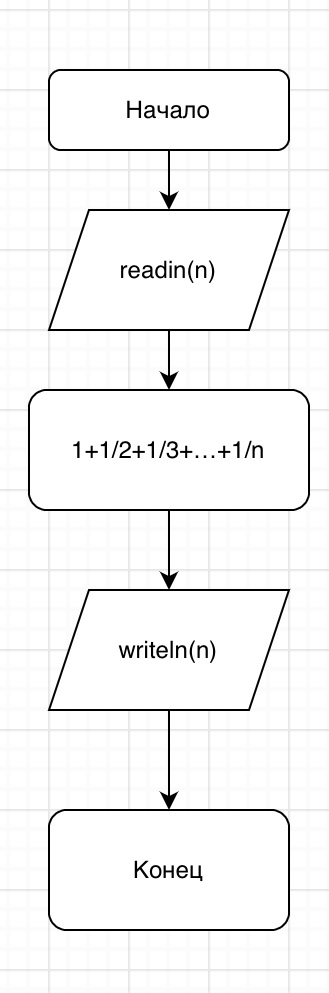 Начало
readin(n)
1+1/2+1/3+…+1/n
writeln(n)
Конец